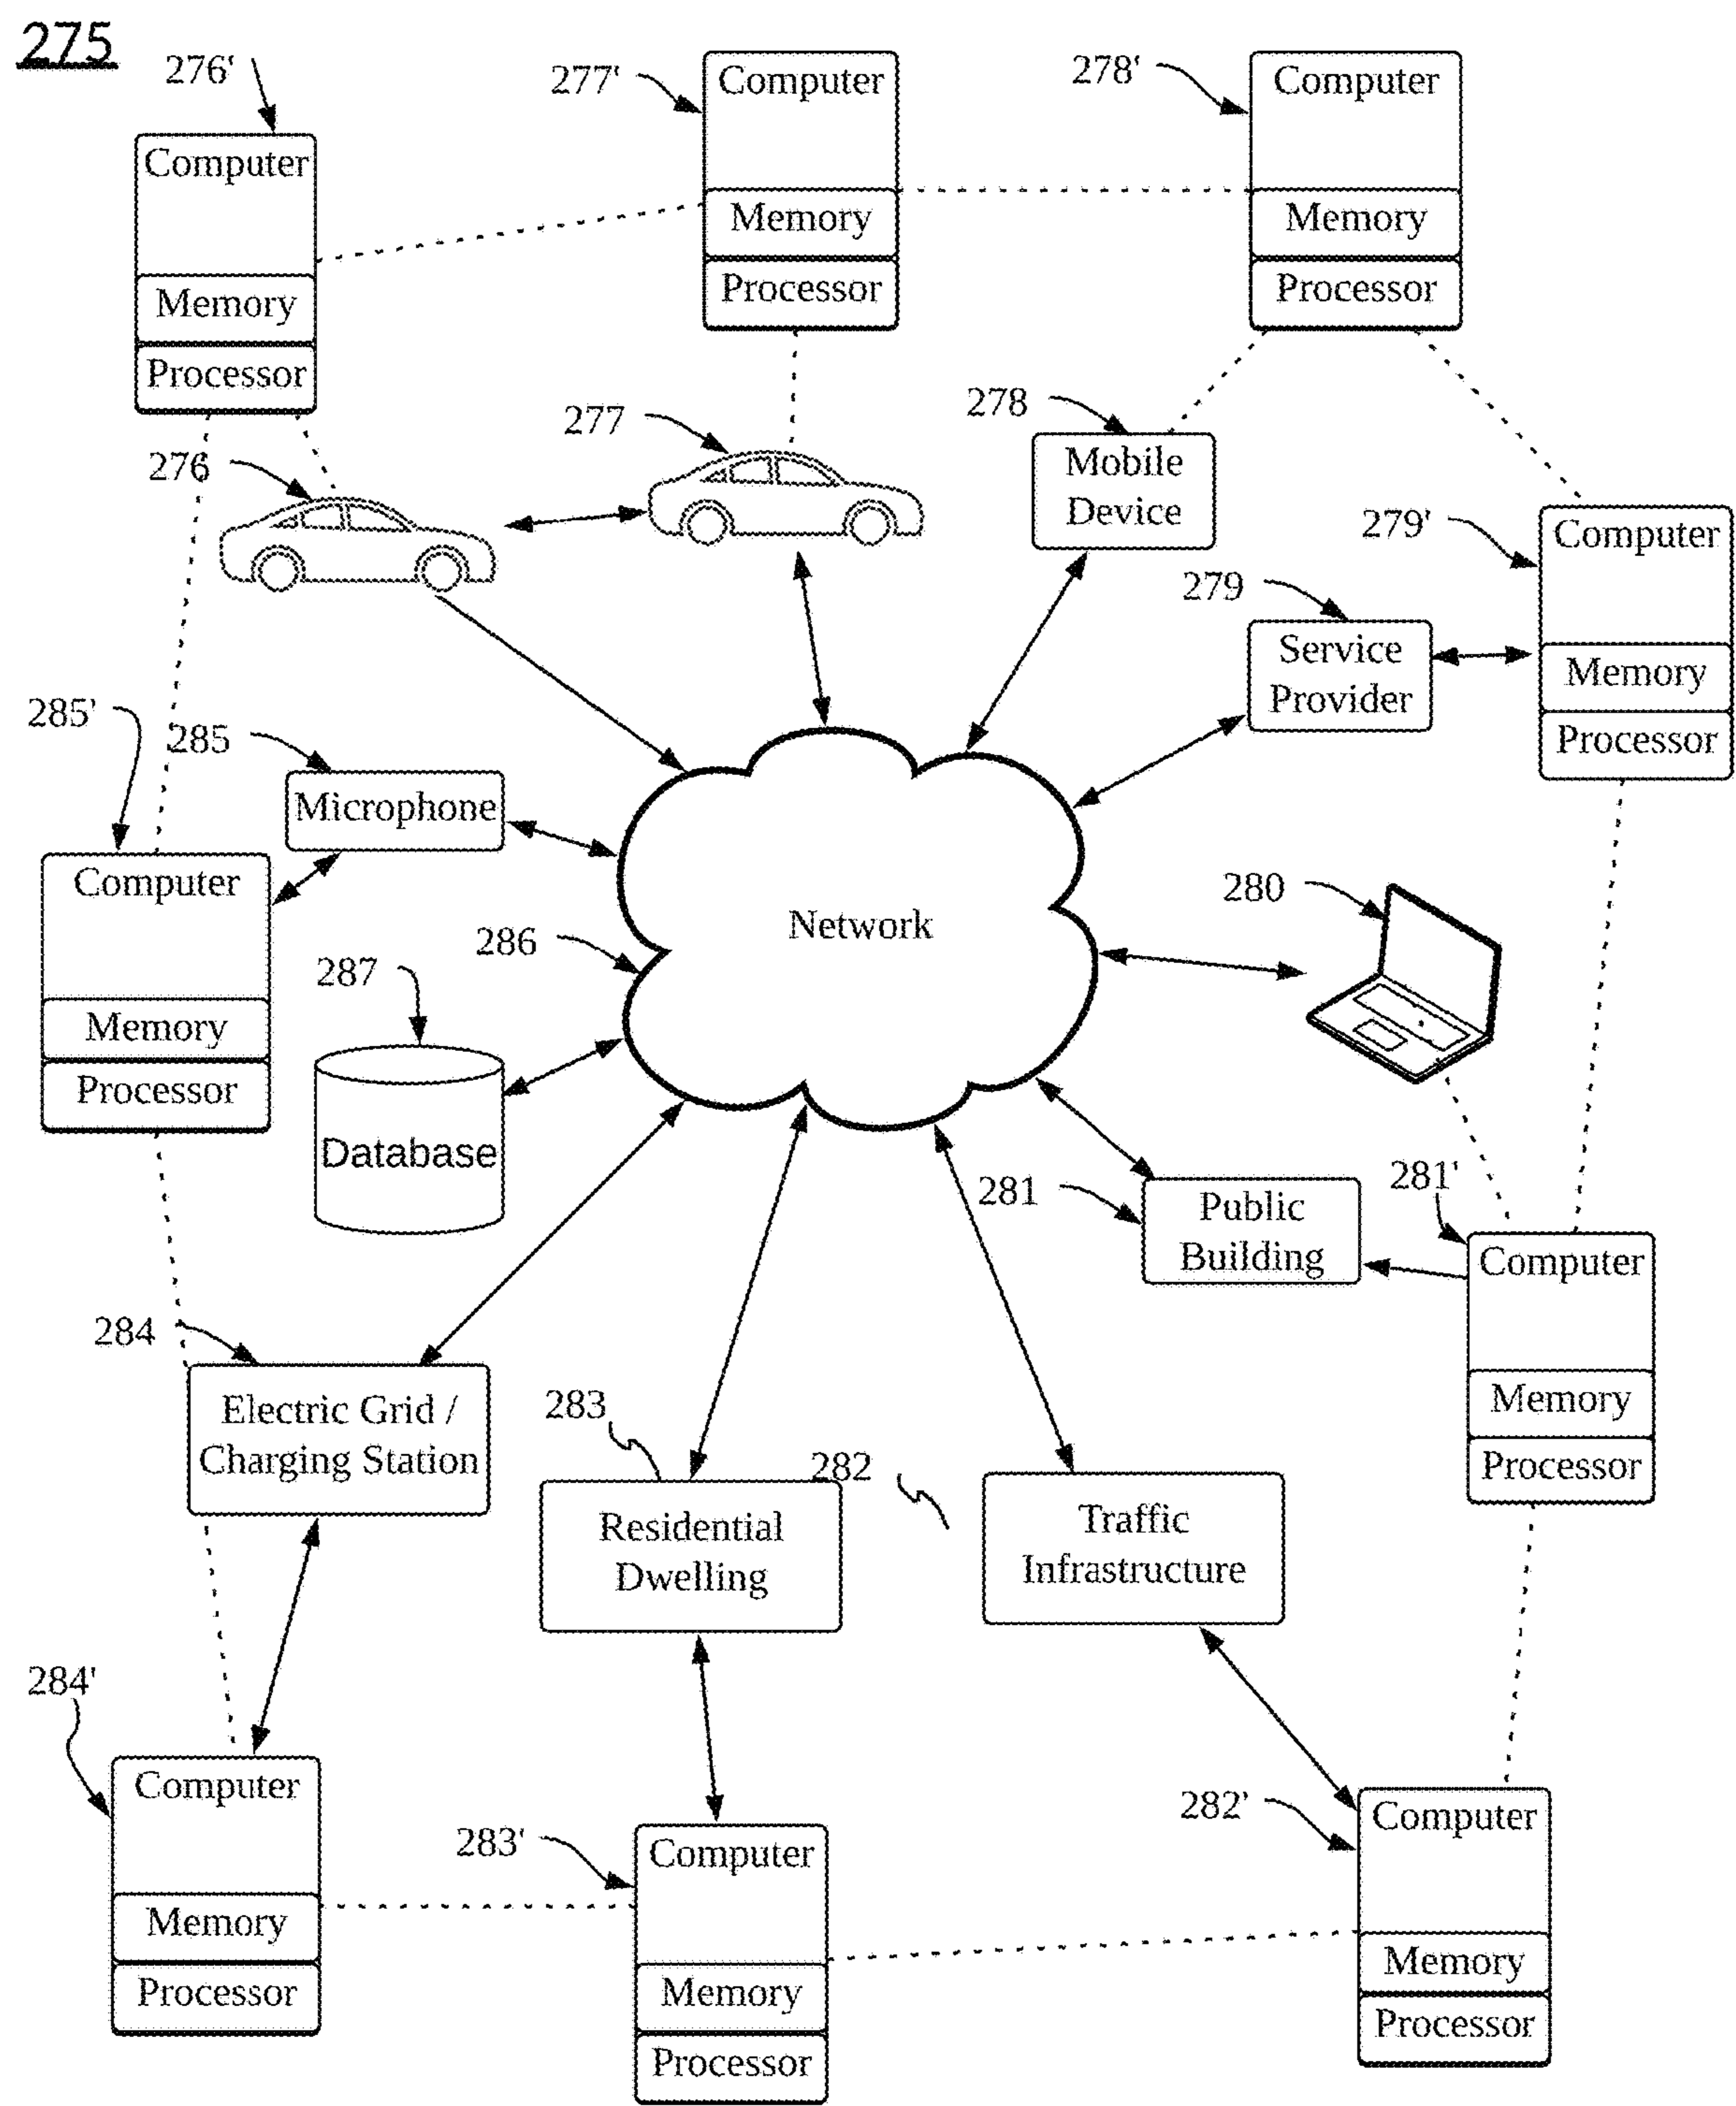 275
276'
Computer
Memory
Processor
277'
Computer
Memory
Processor
278'
Computer
Memory
Processor
276
277
278
Mobile
Device
279'
Computer
Memory
Processor
279
Service
Provider
285'
285
Microphone
Computer
Memory
Processor
286
Network
280
287
Database
281
Public
Building
281'
Computer
Memory
Processor
284
Electric Grid /
Charging Station
283
Residential
Dwelling
282
Traffic
Infrastructure
284'
Computer
Memory
Processor
283'
Computer
Memory
Processor
282'
Computer
Memory
Processor